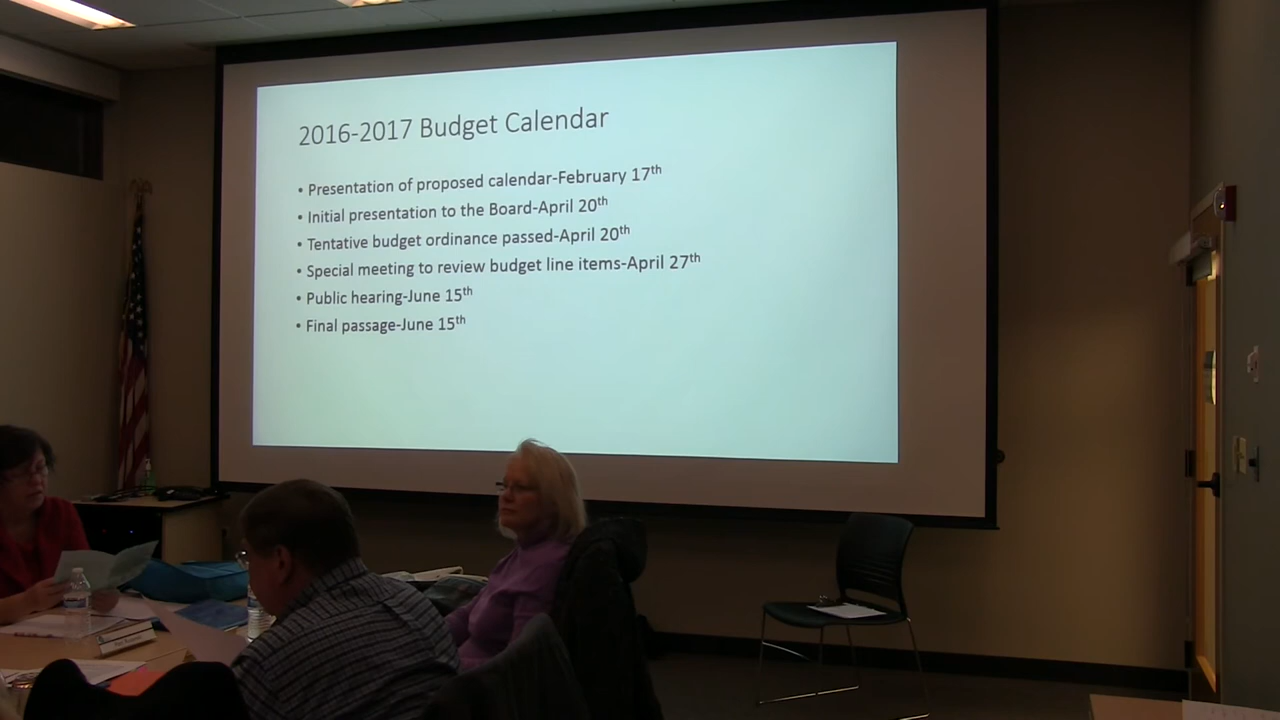 2016-2017 Budget Calendar
• Presentation of proposed calendar-February 17th
• Initial presentation to the Board-April 20th
• Tentative budget ordinance passed-April 20th
• Special meeting to review budget line items-April 27th
• Public hearing-June 15th
• Final passage-June 15th